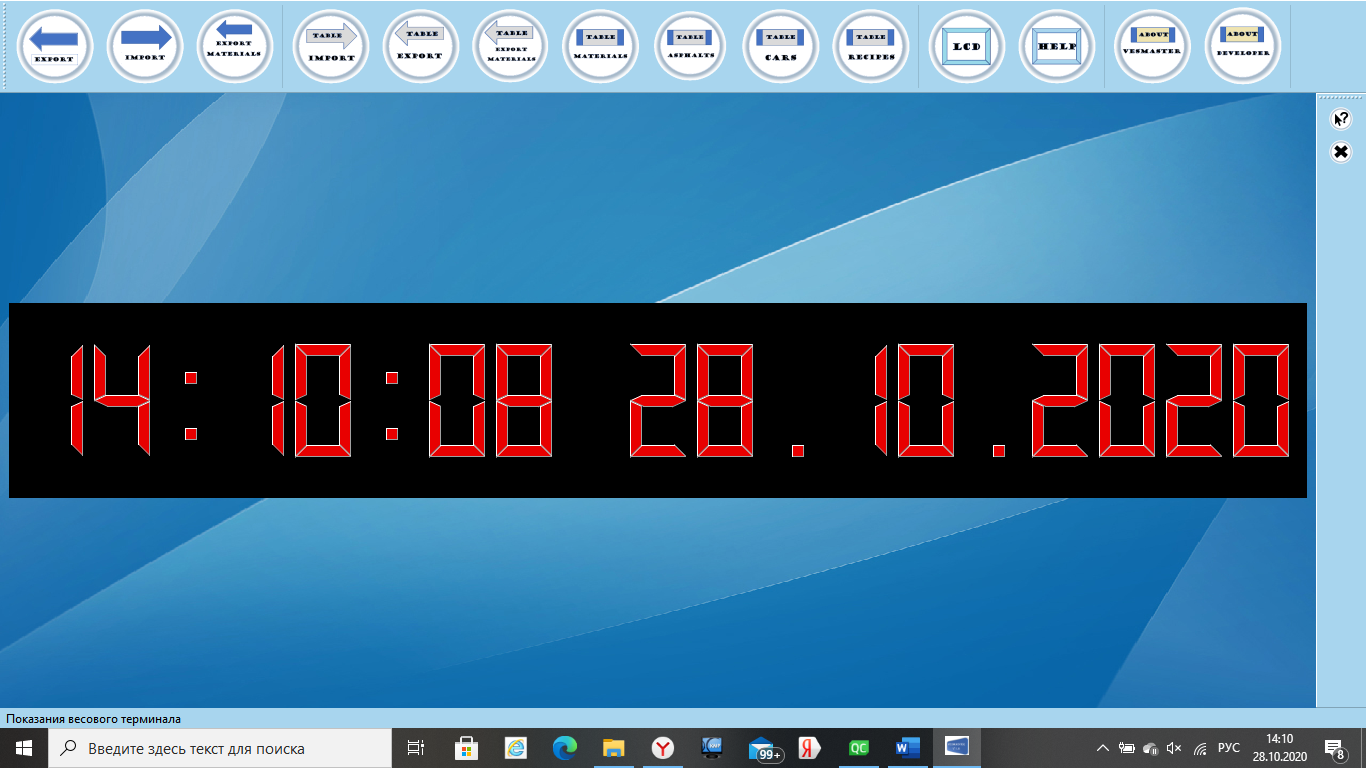 EXPORT
IMPORT
EXPORT
MATERIALS
TABLE
IMPORT
TABLE
EXPORT
TABLE
EXPORT
MATERIALS
TABLE
MATERIALS
TABLE
ASPHALTS
TABLE
CARS
TABLE
RECIPES
LCD
HELP
ABOUT
VESMASTER
ABOUT
DEVELOPER
14:10:08 28.10.2020
Показания весового терминала
Введите здесь текст для поиска
99+
Я
QC
W
РУС
14:10
28.10.2020
8